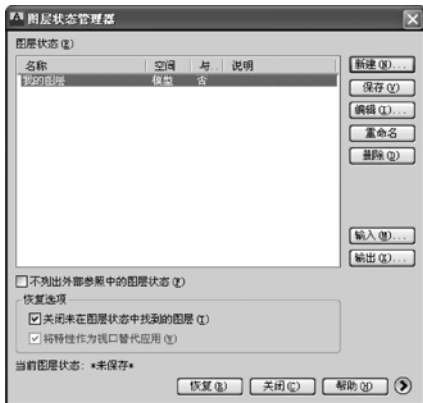 图层状态管理器
图层状态(E)
名称 空间 与... 说明
我的图层 模型 否
新建(N)...
保存(V)
编辑(I)...
重命名
删除(D)
输入(M)...
输出(X)...
不列出外部参照中的图层状态(F)
恢复选项
关闭未在图层状态中找到的图层(T)
将特性作为视口替代应用(W)
当前图层状态: *未保存*
恢复(R) 关闭(C) 帮助(H)